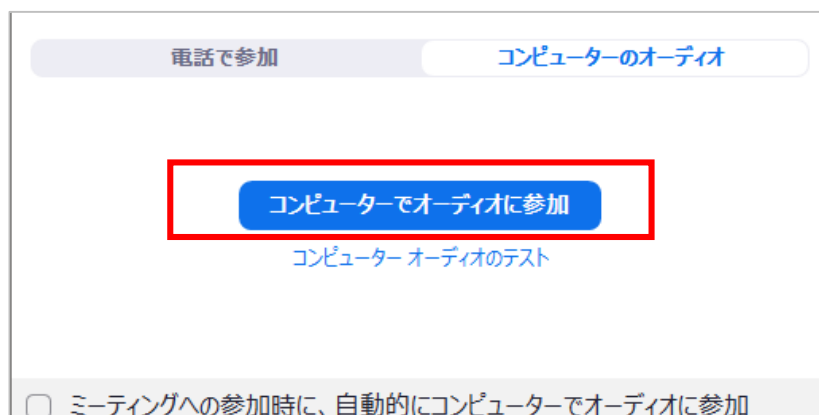 電話で参加
コンピューターのオーディオ
コンピューターでオーディオに参加
コンピューター オーディオのテスト
ミーティングへの参加時に、自動的にコンピューターでオーディオに参加